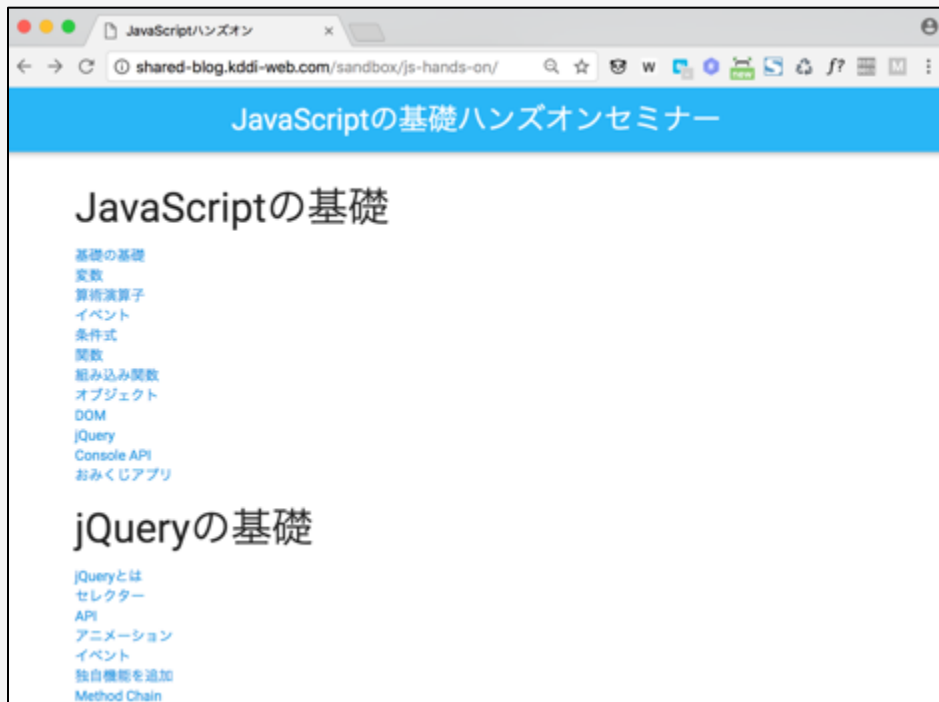 JavaScriptハンズオン
shared-blog.kddi-web.com/sandbox/js-hands-on/
JavaScriptの基礎ハンズオンセミナー
JavaScriptの基礎
基礎の基礎
変数
算術演算子
イベント
条件式
関数
組み込み関数
オブジェクト
DOM
jQuery
Console API
おみくじアプリ
jQueryの基礎
jQueryとは
セレクター
API
アニメーション
イベント
独自機能を追加
Method Chain